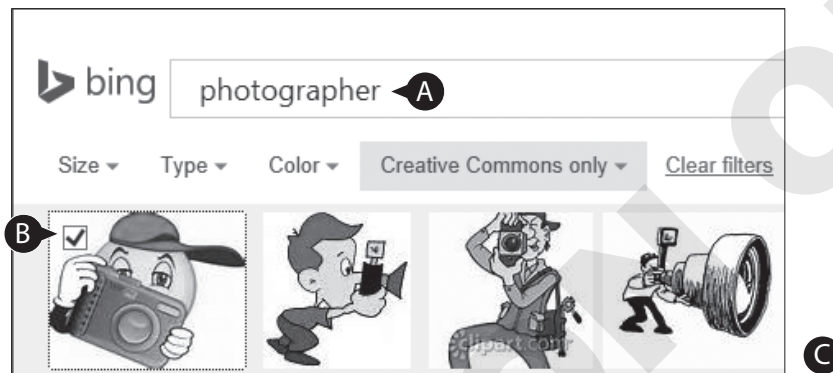 bing
photographer A
Size Type Color Creative Commons only Clear filters
B
clipart.com
C